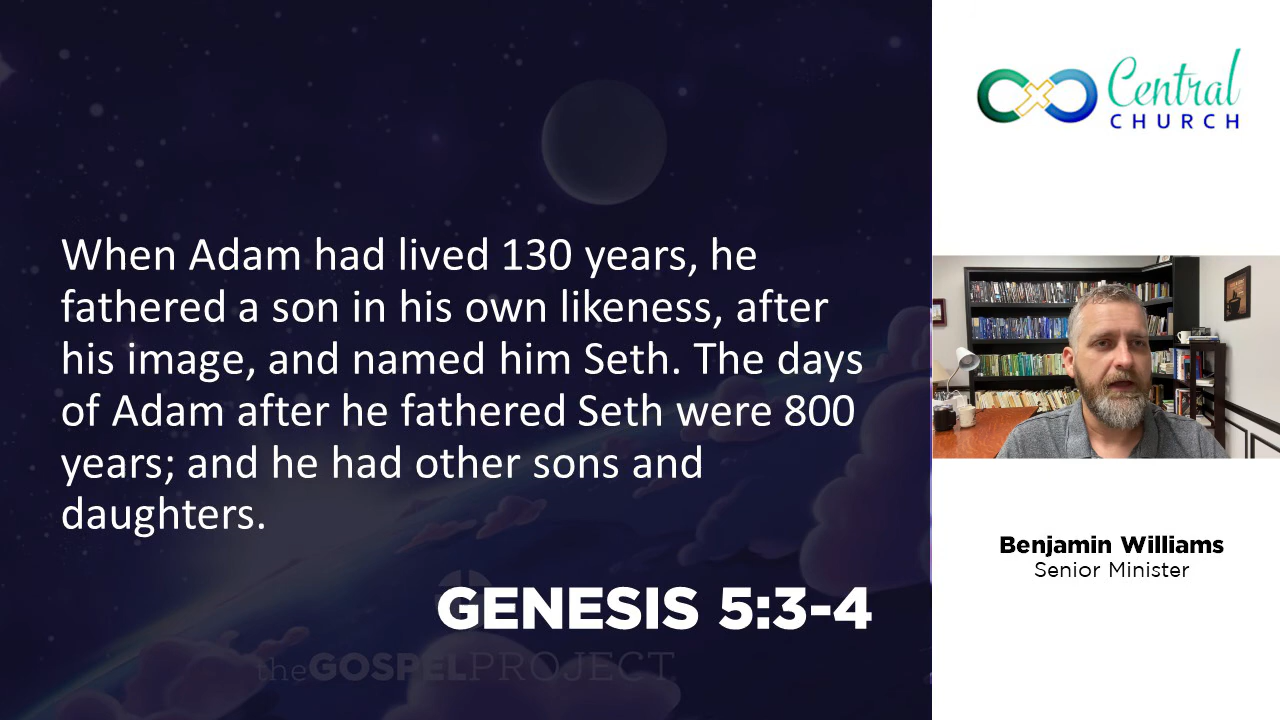 When Adam had lived 130 years, he
fathered a son in his own likeness, after
his image, and named him Seth. The days
of Adam after he fathered Seth were 800
years; and he had other sons and
daughters.
GENESIS 5:3-4
theGOSPELPROJECT
Central
CHURCH
Benjamin Williams
Senior Minister